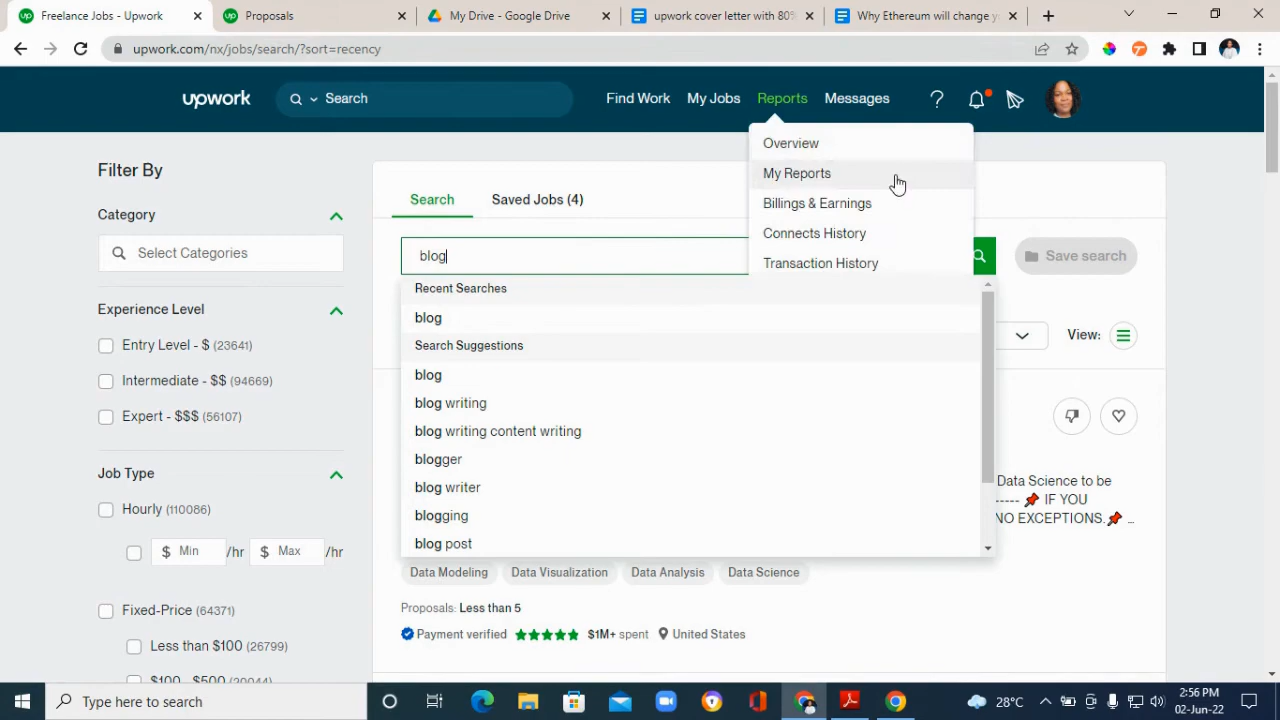 Freelance Jobs - Upwork
Proposals
My Drive - Google Drive
upwork cover letter with 80%
Why Ethereum will change y
upwork.com/nx/jobs/search/?sort=recency
upwork
Search
Find Work
My Jobs
Reports
Messages
Overview
My Reports
Billings & Earnings
Connects History
Transaction History
Filter By
Category
Select Categories
Experience Level
Entry Level - $ (23641)
Intermediate - $$ (94669)
Expert - $$$ (56107)
Job Type
Hourly (110086)
$ Min /hr $ Max /hr
Fixed-Price (64371)
Less than $100 (26799)
$100 - $500 (20044)
Search
Saved Jobs (4)
blog
Save search
Recent Searches
blog
Search Suggestions
blog
blog writing
blog writing content writing
blogger
blog writer
blogging
blog post
View:
Data Science to be
----- 📌 IF YOU
NO EXCEPTIONS.📌 ...
Data Modeling
Data Visualization
Data Analysis
Data Science
Proposals: Less than 5
Payment verified
$1M+ spent
United States
Type here to search
28°C
2:56 PM
02-Jun-22